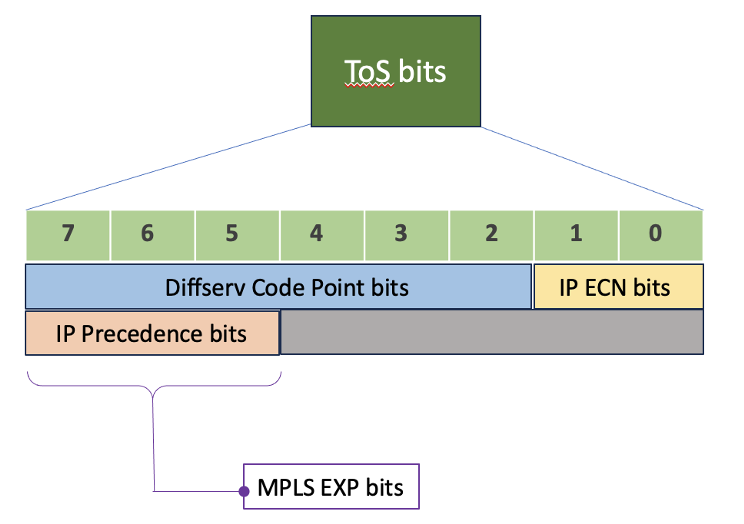 ToS bits
7 6 5 4 3 2 1 0
Diffserv Code Point bits IP ECN bits
IP Precedence bits
MPLS EXP bits